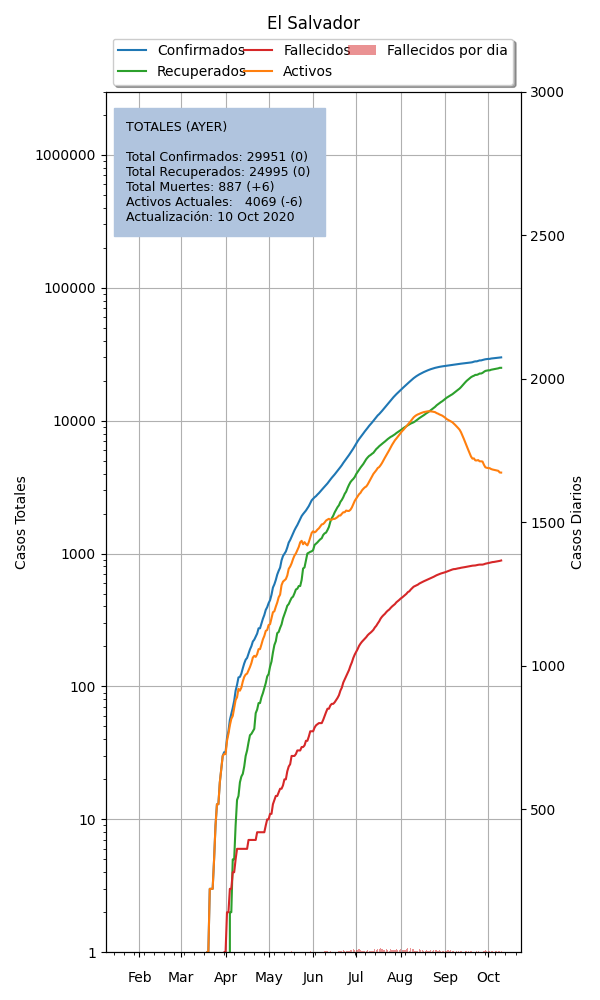 El Salvador
Confirmados
Recuperados
Fallecidos
Activos
Fallecidos por dia
TOTALES (AYER)
Total Confirmados: 29951 (0)
Total Recuperados: 24995 (0)
Total Muertes: 887 (+6)
Activos Actuales:   4069 (-6)
Actualización: 10 Oct 2020
Casos Totales
1000000
100000
10000
1000
100
10
1
3000
2500
2000
1500
1000
500
Casos Diarios
Feb Mar Apr May Jun Jul Aug Sep Oct